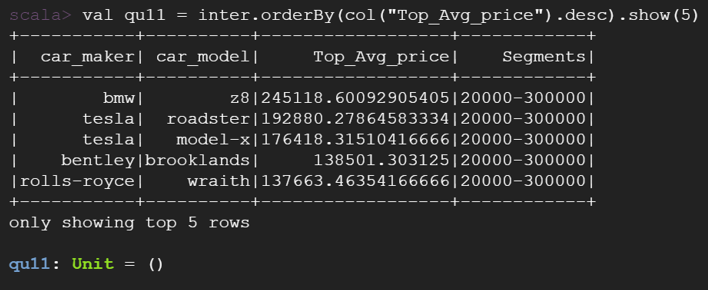 scala> val qu11 = inter.orderBy(col("Top_Avg_price").desc).show(5)
+----------+----------+------------------+------------+
| car_maker| car_model|     Top_Avg_price|    Segments|
+----------+----------+------------------+------------+
|       bmw|        z8|245118.60092905405|20000-300000|
|     tesla|  roadster|192880.27864583334|20000-300000|
|     tesla|   model-x|176418.31510416666|20000-300000|
|   bentley|brooklands|     138501.303125|20000-300000|
|rolls-royce|    wraith|137663.46354166666|20000-300000|
+----------+----------+------------------+------------+
only showing top 5 rows
qu11: Unit = ()